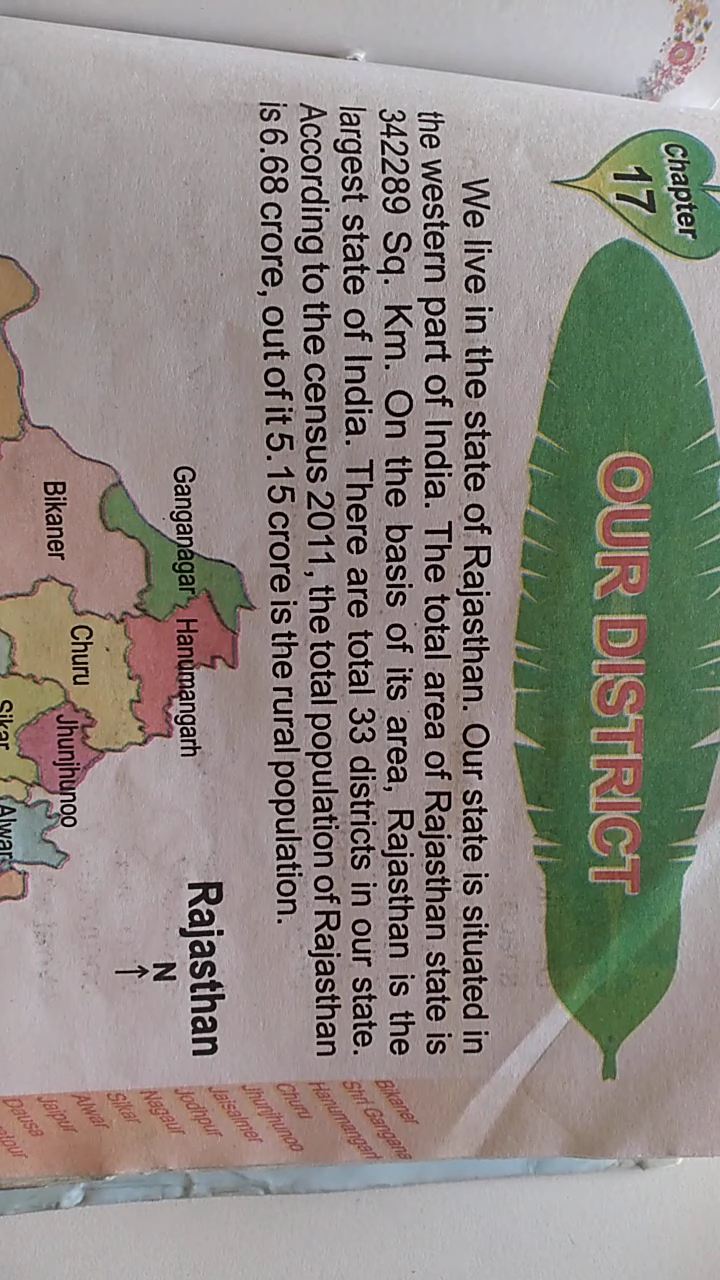 Chapter
17
OUR DISTRICT
We live in the state of Rajasthan. Our state is situated in
the western part of India. The total area of Rajasthan state is
342289 Sq. Km. On the basis of its area, Rajasthan is the
largest state of India. There are total 33 districts in our state.
According to the census 2011, the total population of Rajasthan
is 6.68 crore, out of it 5.15 crore is the rural population.
Rajasthan
N
Ganganagar
Hanumangarh
Bikaner
Churu
Jhunjhunoo
Sikar
Alwar
Bikaner
Shri Gangana
Hanumangarh
Churu
Jhunjhunoo
Jaisalmer
Jodhpur
Nagaur
Sikar
Alwar
Jaipur
Dausa